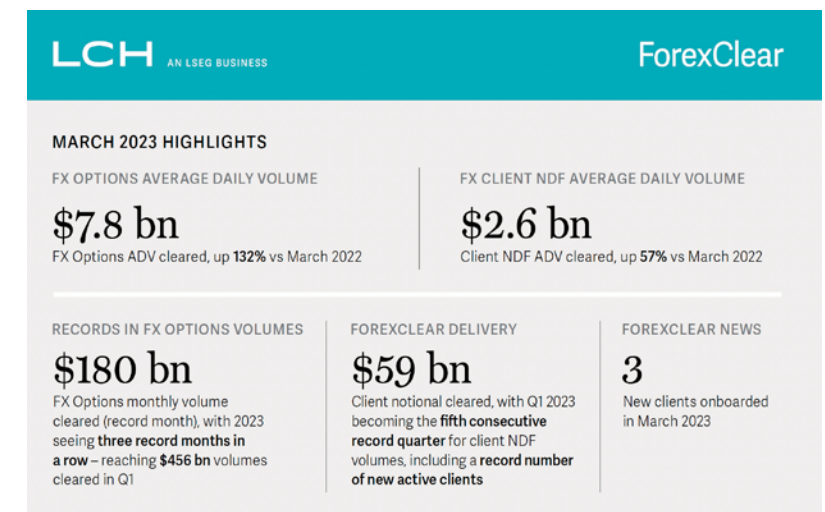 LCH AN LSEG BUSINESS
ForexClear
MARCH 2023 HIGHLIGHTS
FX OPTIONS AVERAGE DAILY VOLUME
$7.8 bn
FX Options ADV cleared, up 132% vs March 2022
FX CLIENT NDF AVERAGE DAILY VOLUME
$2.6 bn
Client NDF ADV cleared, up 57% vs March 2022
RECORDS IN FX OPTIONS VOLUMES
$180 bn
FX Options monthly volume
cleared (record month), with 2023
seeing three record months in
a row – reaching $456 bn volumes
cleared in Q1
FOREXCLEAR DELIVERY
$59 bn
Client notional cleared, with Q1 2023
becoming the fifth consecutive
record quarter for client NDF
volumes, including a record number
of new active clients
FOREXCLEAR NEWS
3
New clients onboarded
in March 2023